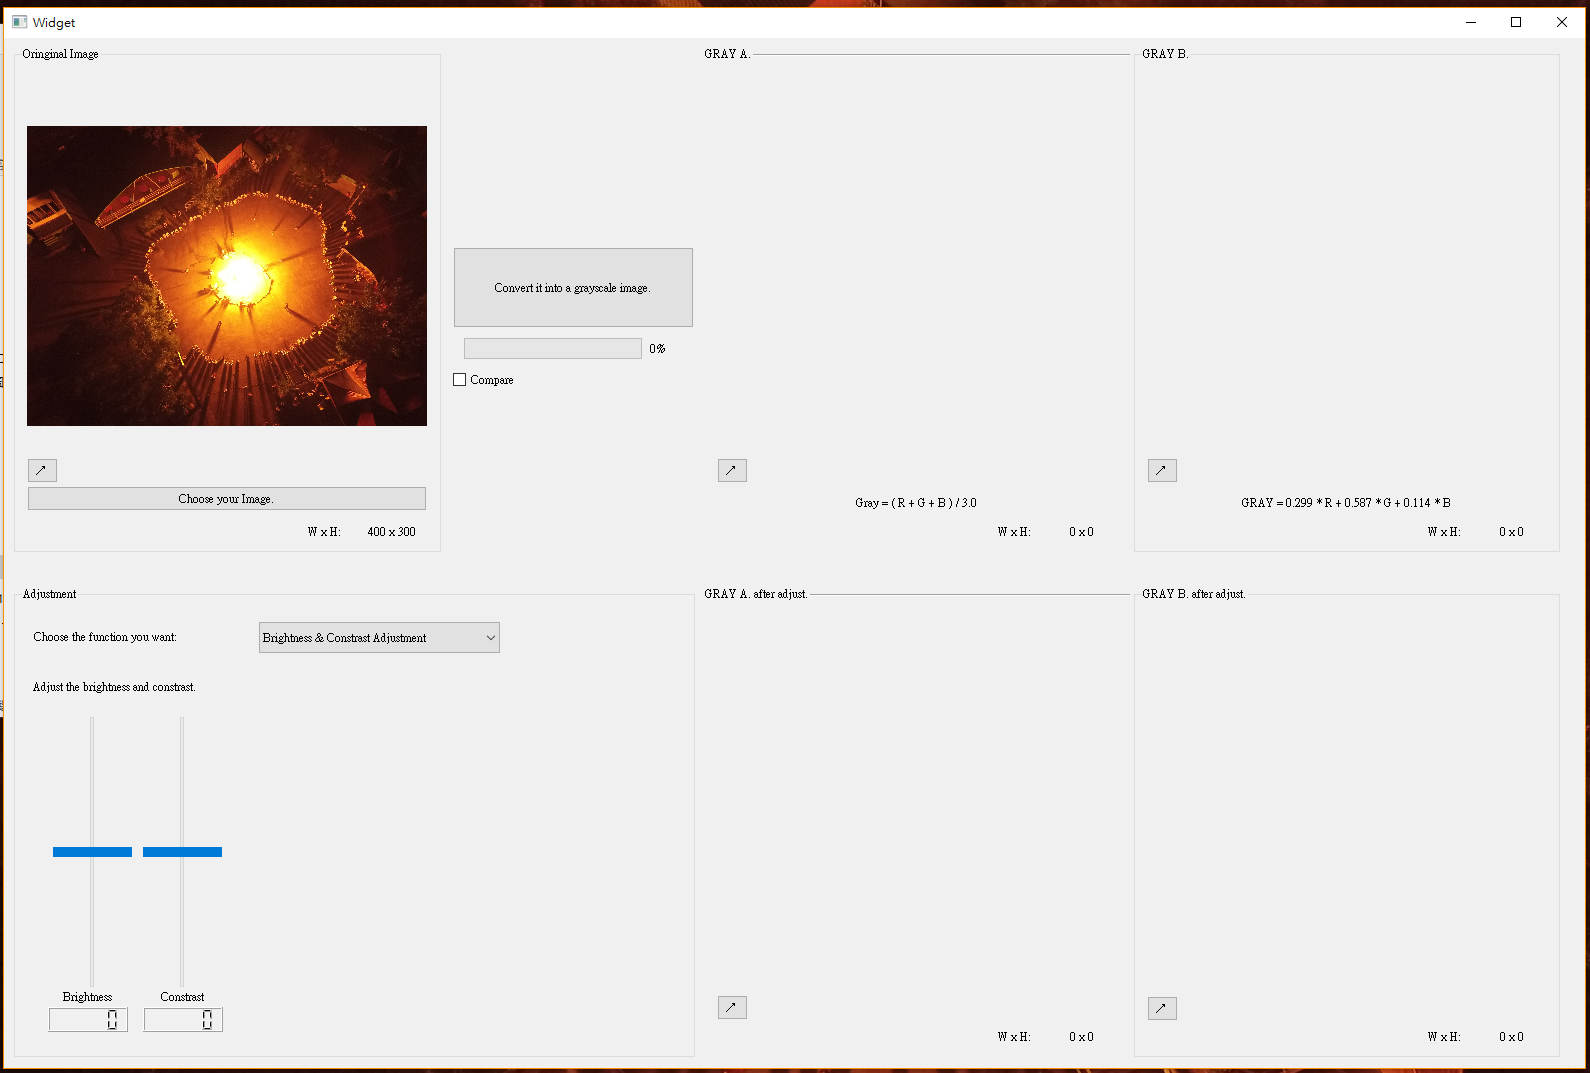 Widget
Oringinal Image
GRAY A.
GRAY B.
Convert it into a grayscale image.
0%
Compare
Choose your Image.
W x H: 400 x 300
Gray = ( R + G + B ) / 3.0
W x H: 0 x 0
GRAY = 0.299 * R + 0.587 * G + 0.114 * B
W x H: 0 x 0
Adjustment
Choose the function you want:
Brightness & Constrast Adjustment
Adjust the brightness and constrast.
Brightness
Constrast
0
0
GRAY A. after adjust.
W x H: 0 x 0
GRAY B. after adjust.
W x H: 0 x 0